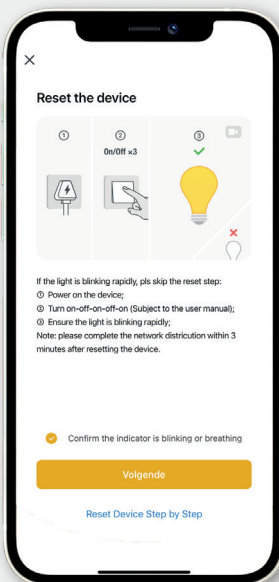 Reset the device
①
②
③
On/Off ×3
If the light is blinking rapidly, pls skip the reset step:
① Power on the device;
② Turn on-off-on-off-on (Subject to the user manual);
③ Ensure the light is blinking rapidly;
Note: please complete the network districution within 3
minutes after resetting the device.
Confirm the indicator is blinking or breathing
Volgende
Reset Device Step by Step